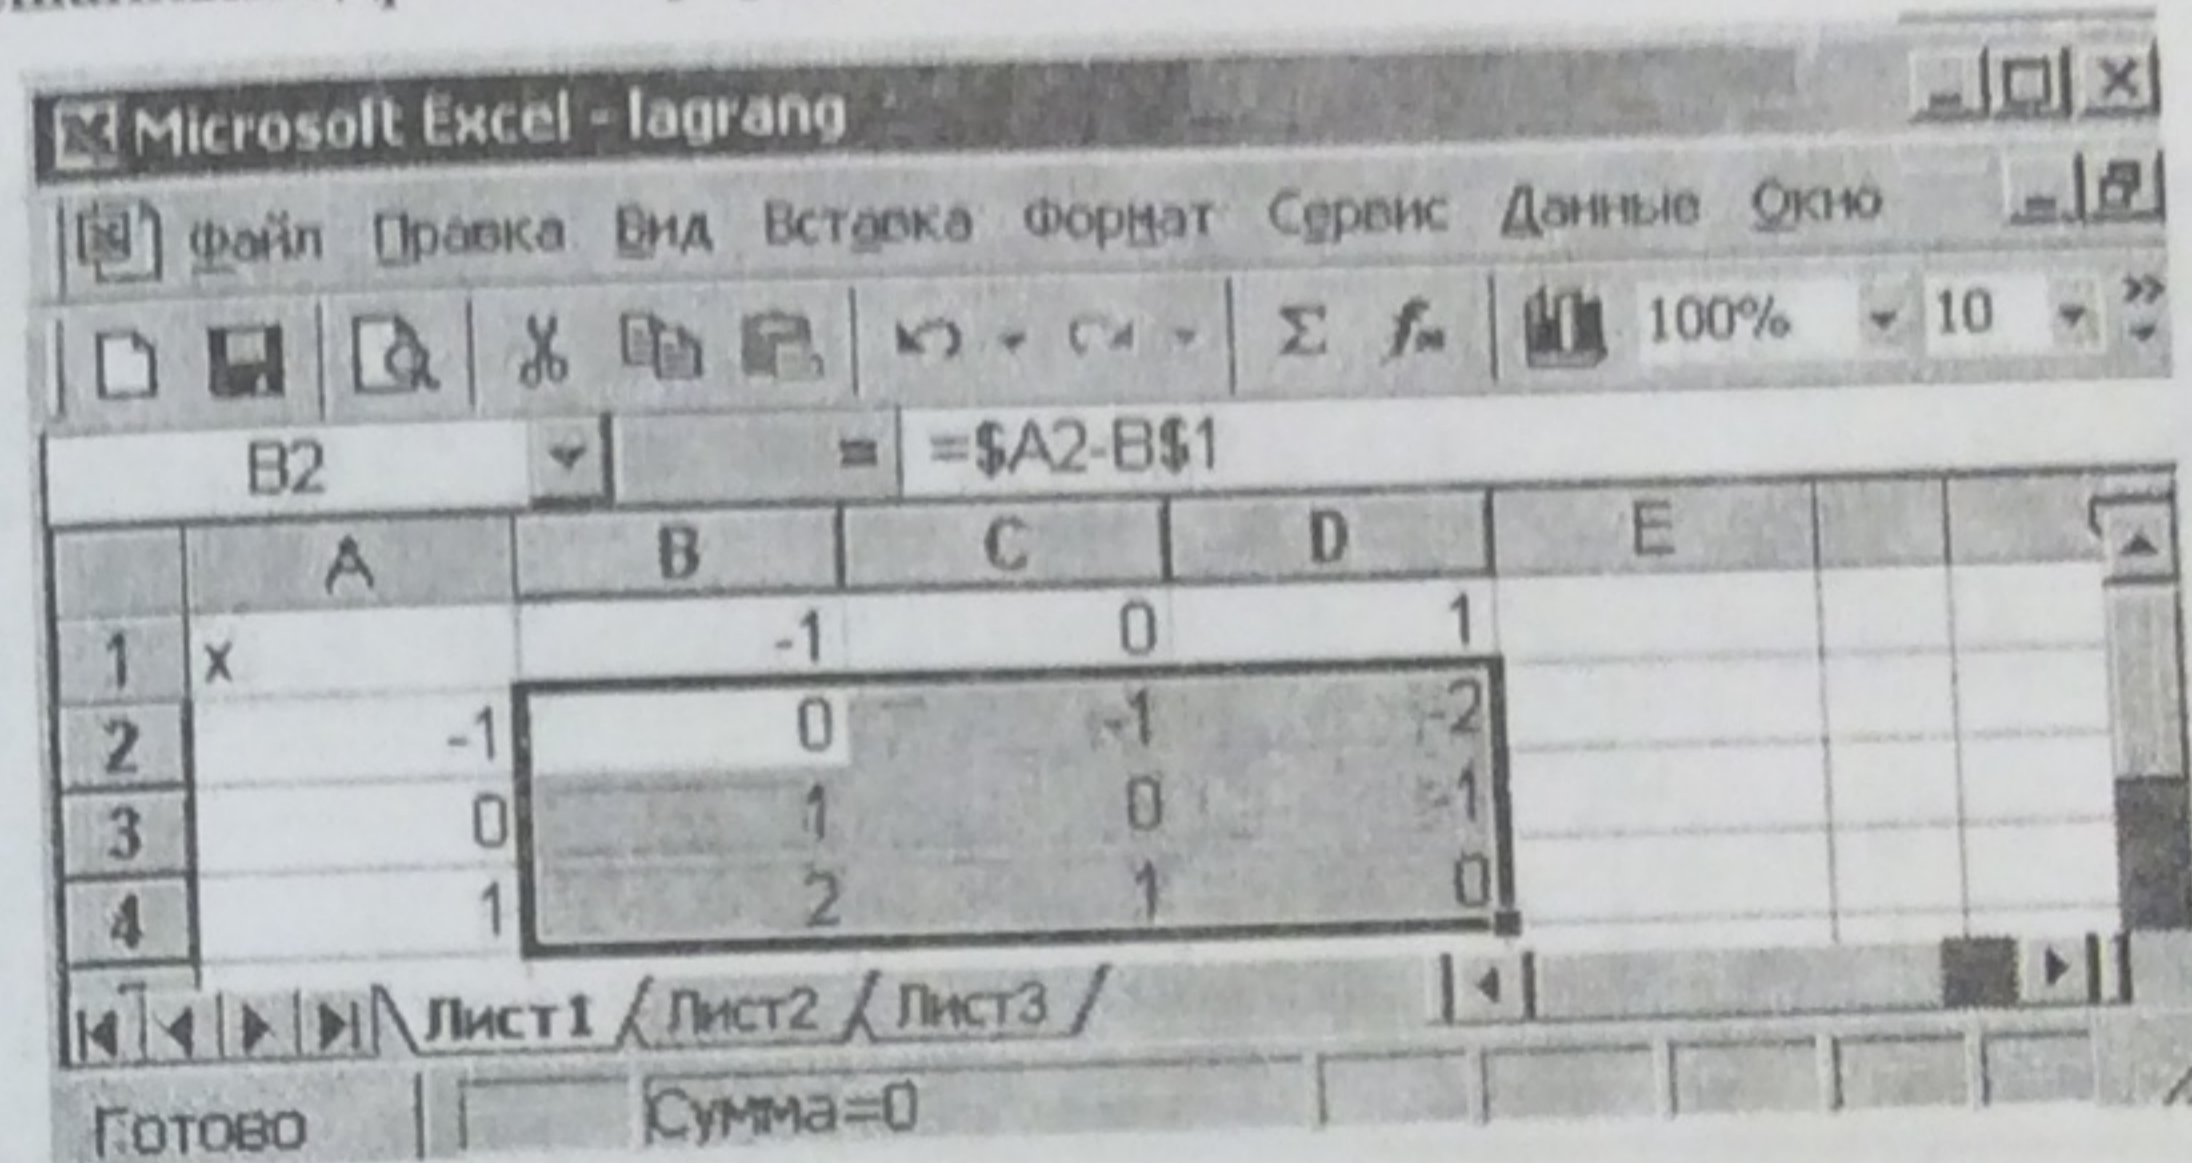 Microsoft Excel - lagrang
Файл Правка Вид Вставка Формат Сервис Данные Окно
Σ fx 100% 10 »
B2 = =$A2-B$1
A B C D E
1 x -1 0 1
2 -1 0 -1 -2
3 0 1 0 -1
4 1 2 1 0
Лист1 Лист2 Лист3
Готово Сумма=0